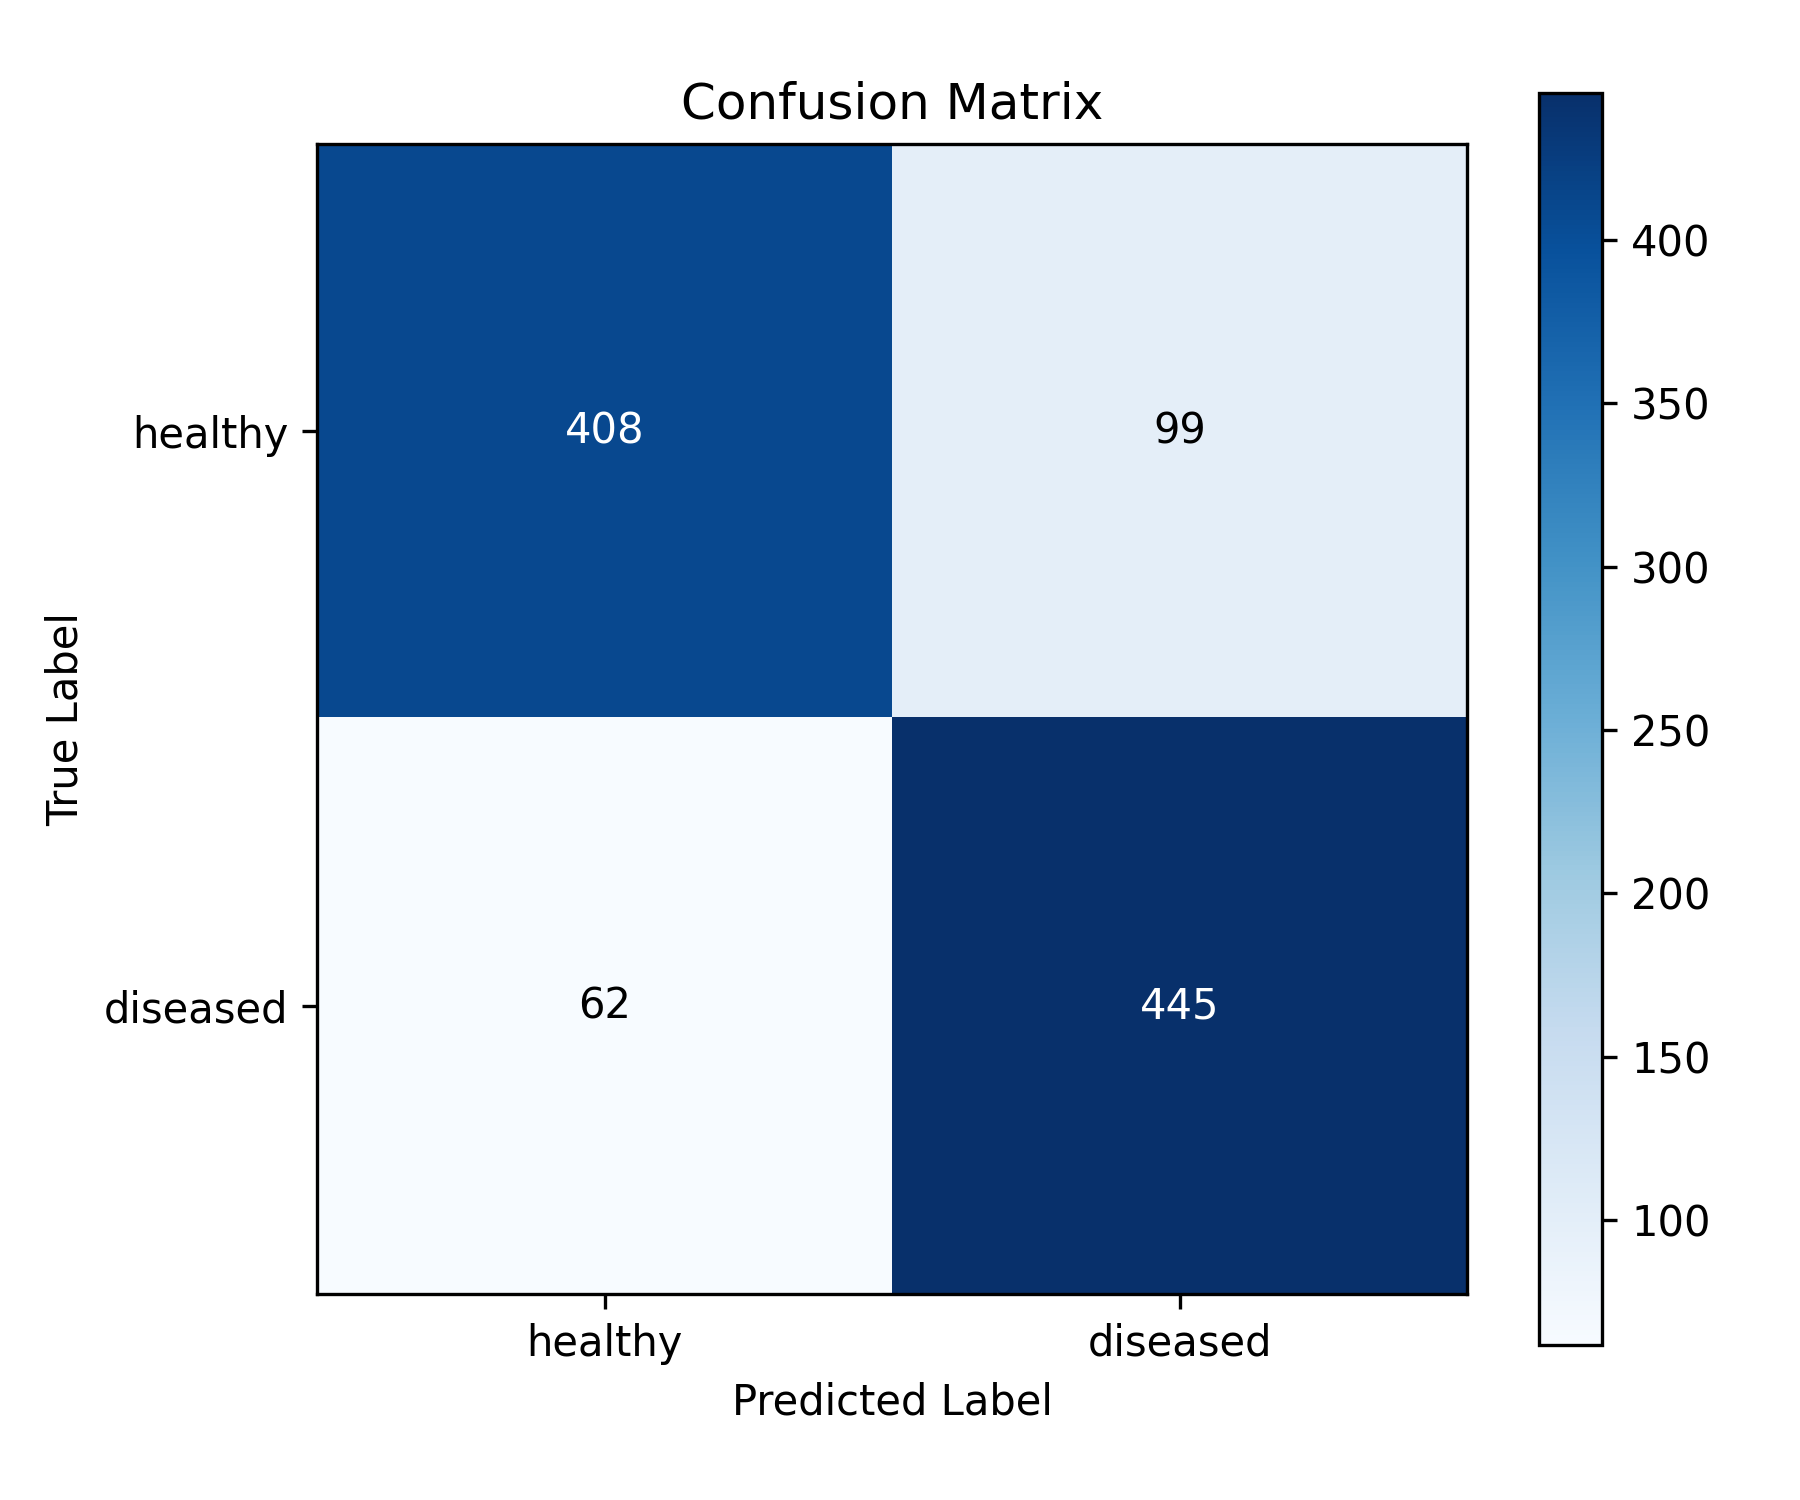 Confusion Matrix
healthy
408
99
diseased
62
445
healthy
diseased
Predicted Label
True Label
400
350
300
250
200
150
100